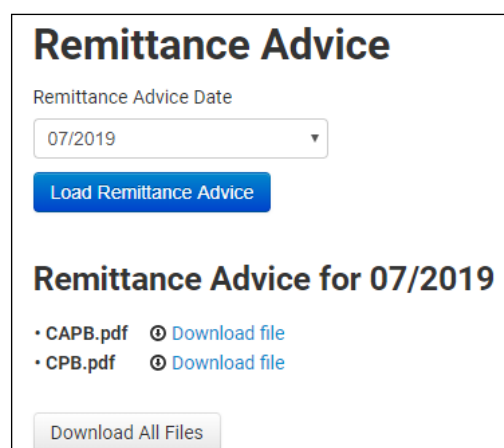 Remittance Advice
Remittance Advice Date
07/2019
Load Remittance Advice
Remittance Advice for 07/2019
• CAPB.pdf Download file
• CPB.pdf Download file
Download All Files